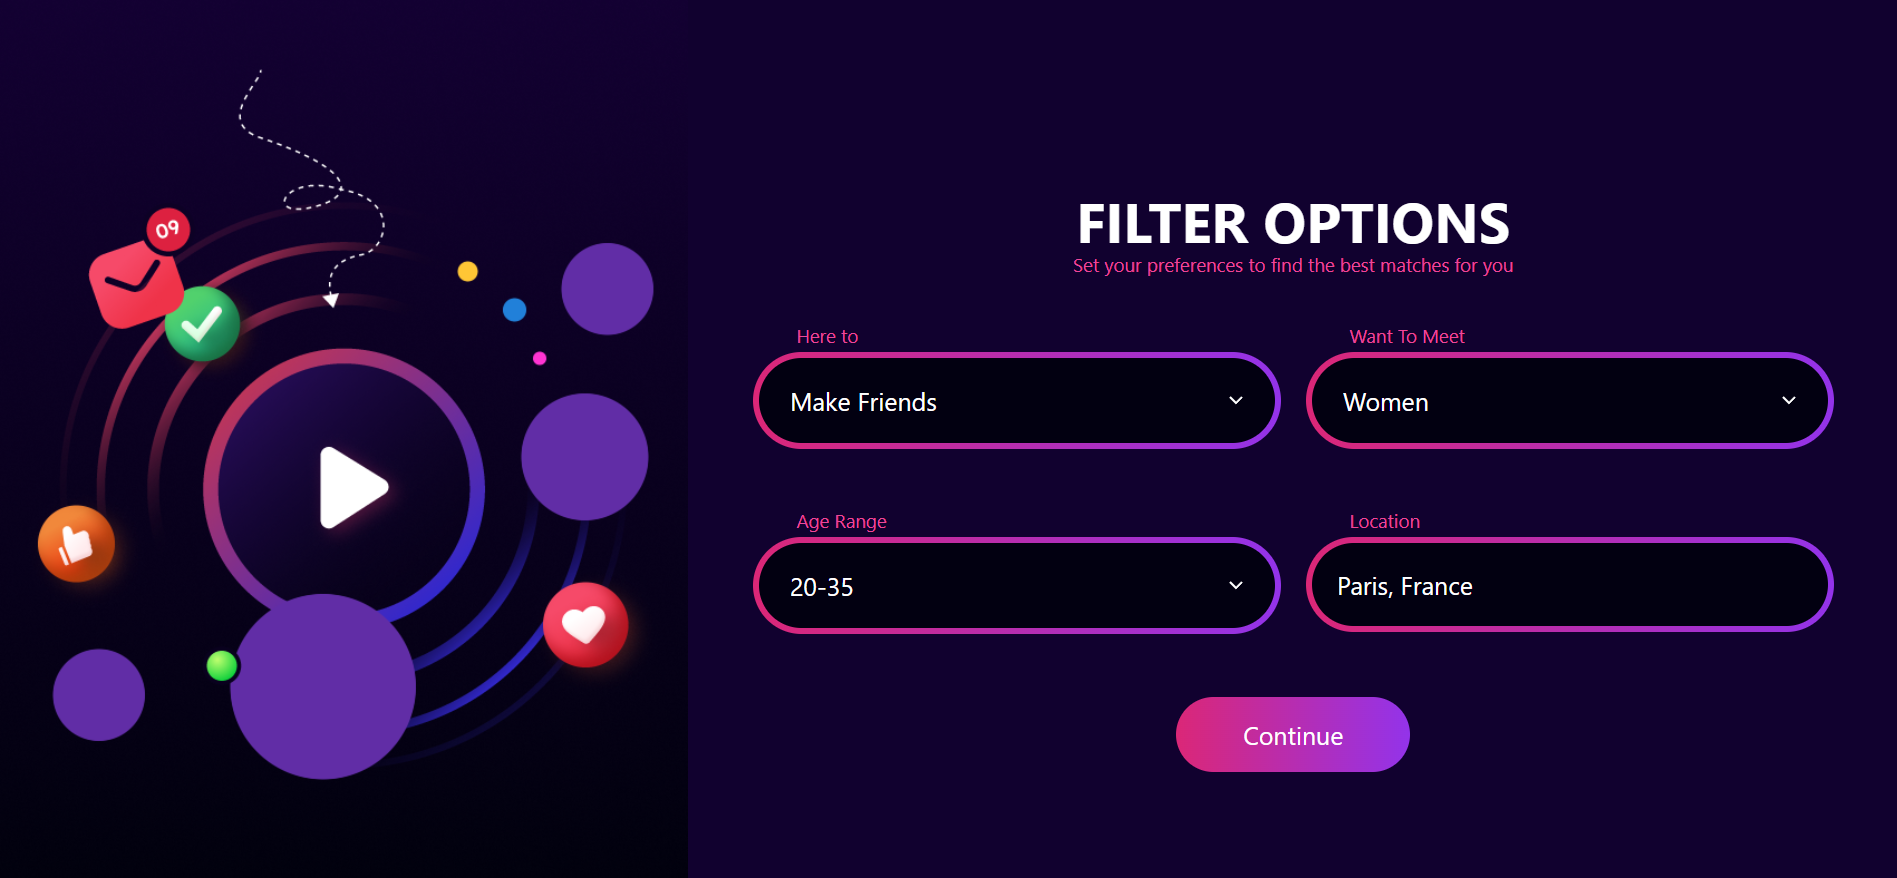 09
FILTER OPTIONS
Set your preferences to find the best matches for you
Here to
Want To Meet
Make Friends
Women
Age Range
Location
20-35
Paris, France
Continue